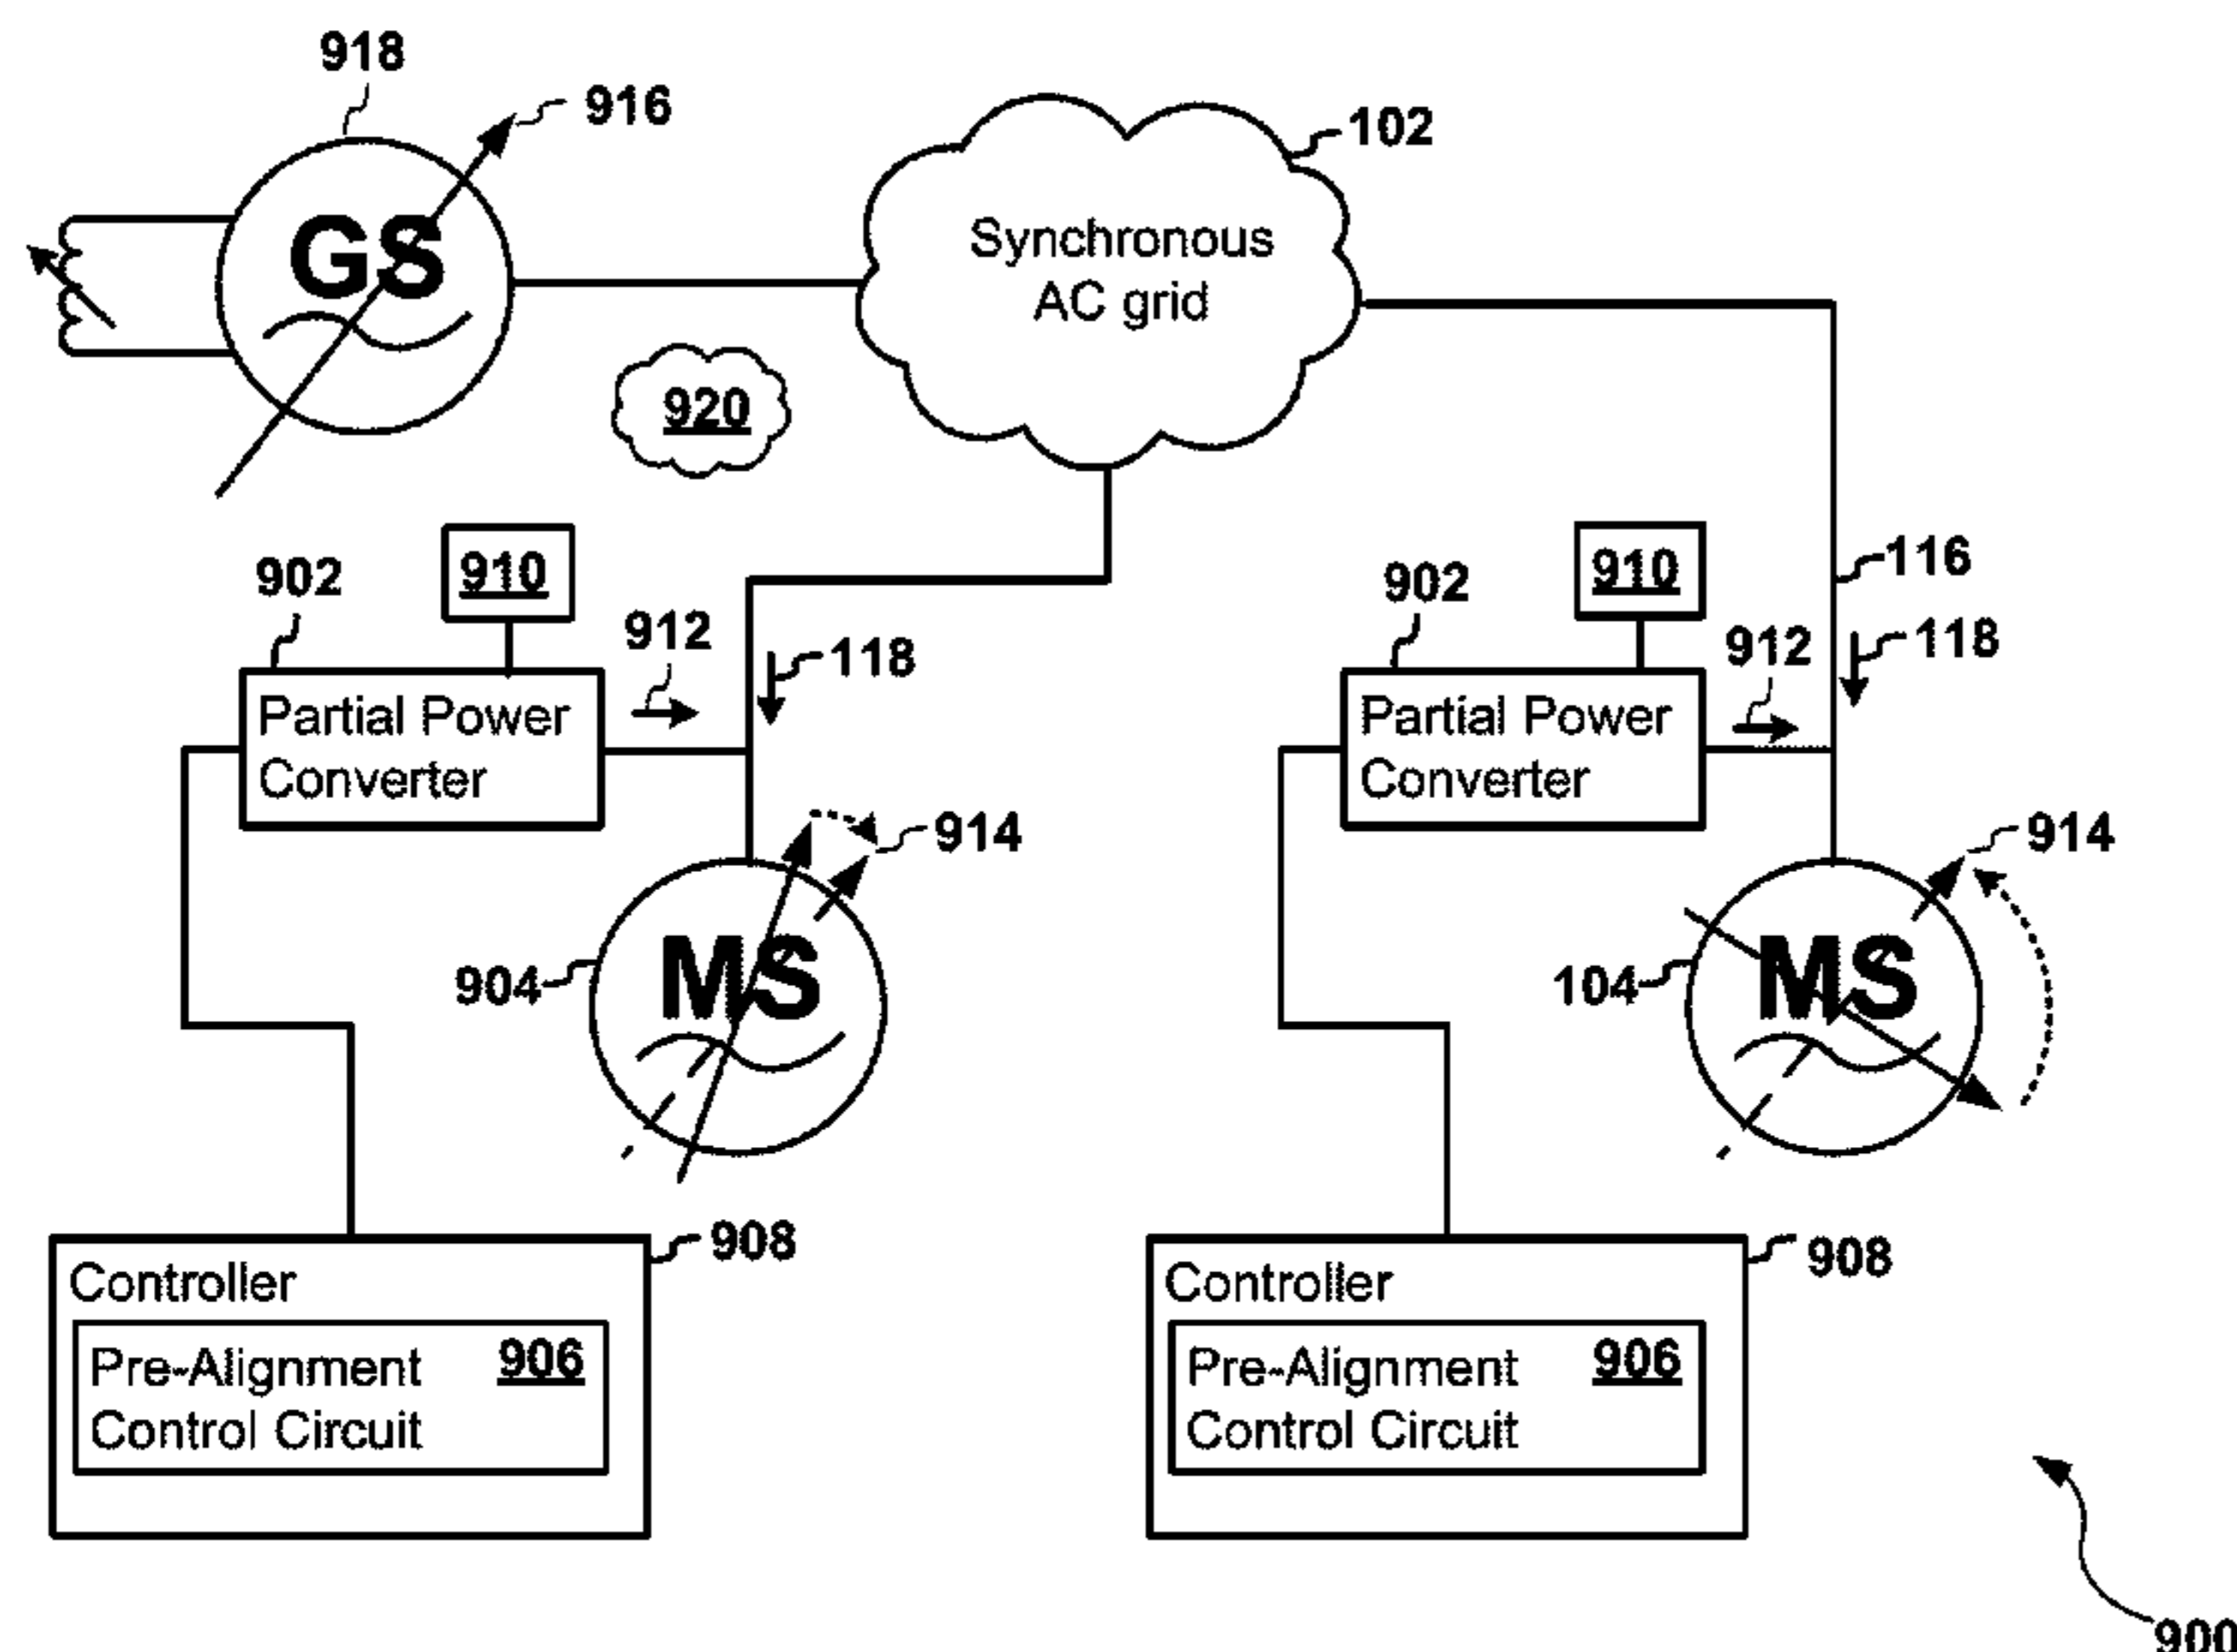 918
916
102
GS
Synchronous
AC grid
920
910
902
912
118
Partial Power
Converter
914
MS
904
908
Controller
Pre-Alignment
906
Control Circuit
910
902
116
912
118
Partial Power
Converter
914
MS
104
908
Controller
Pre-Alignment
906
Control Circuit
900